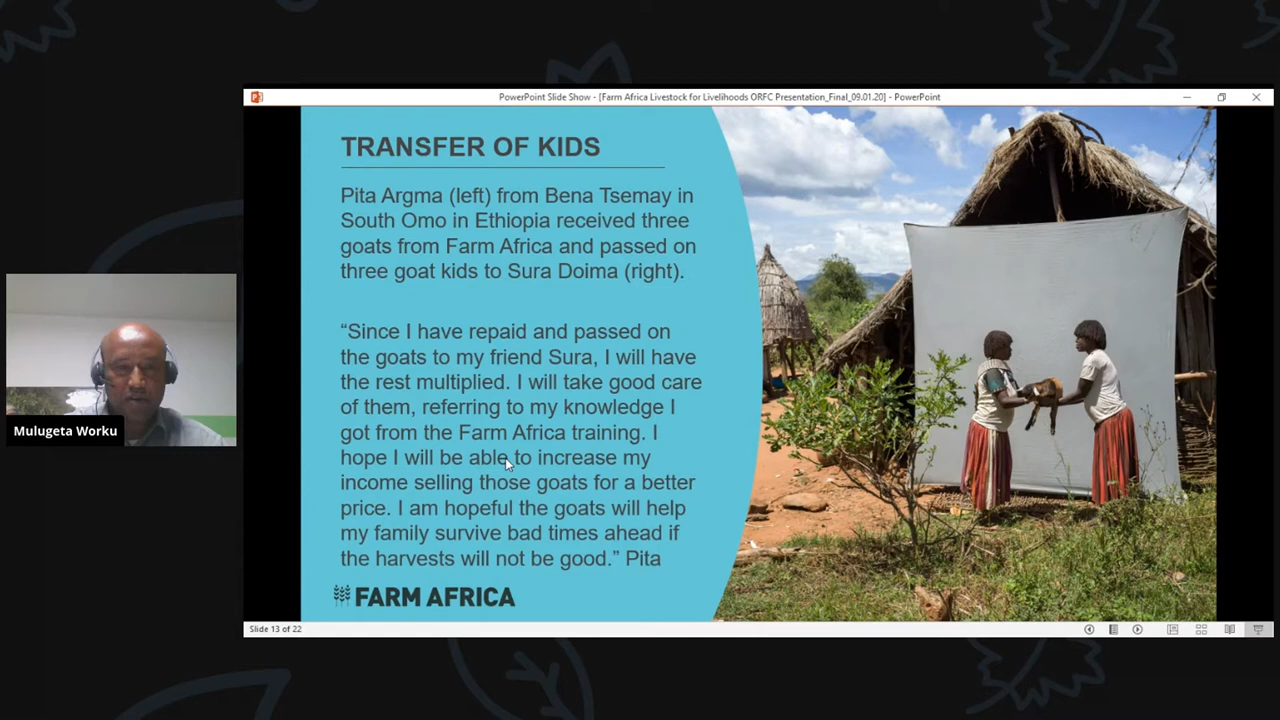 PowerPoint Slide Show - [Farm Africa Livestock for Livelihoods ORFC Presentation_Final_09.01.20] - PowerPoint
TRANSFER OF KIDS
Pita Argma (left) from Bena Tsemay in
South Omo in Ethiopia received three
goats from Farm Africa and passed on
three goat kids to Sura Doima (right).
“Since I have repaid and passed on
the goats to my friend Sura, I will have
the rest multiplied. I will take good care
of them, referring to my knowledge I
got from the Farm Africa training. I
hope I will be able to increase my
income selling those goats for a better
price. I am hopeful the goats will help
my family survive bad times ahead if
the harvests will not be good.” Pita
FARM AFRICA
Slide 13 of 22
Mulugeta Worku